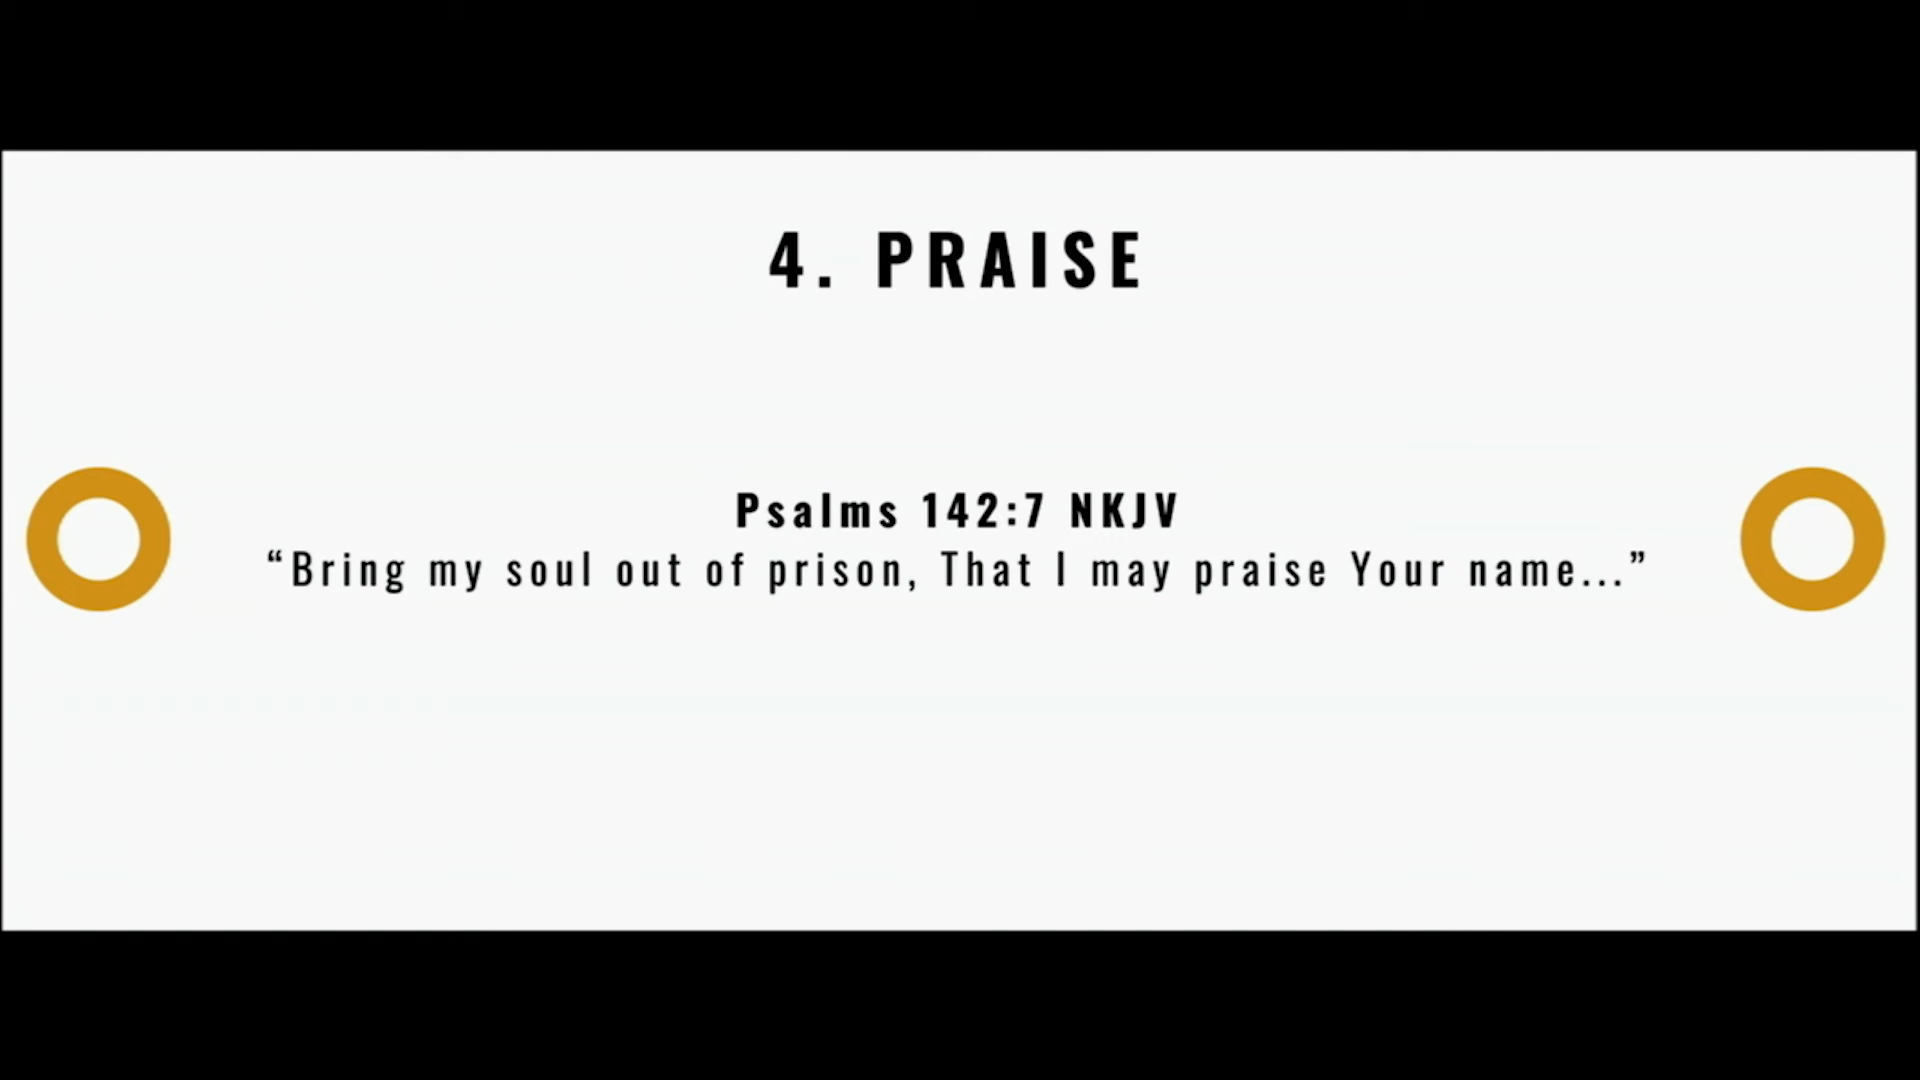 4. PRAISE
Psalms 142:7 NKJV
“Bring my soul out of prison, That I may praise Your name...”